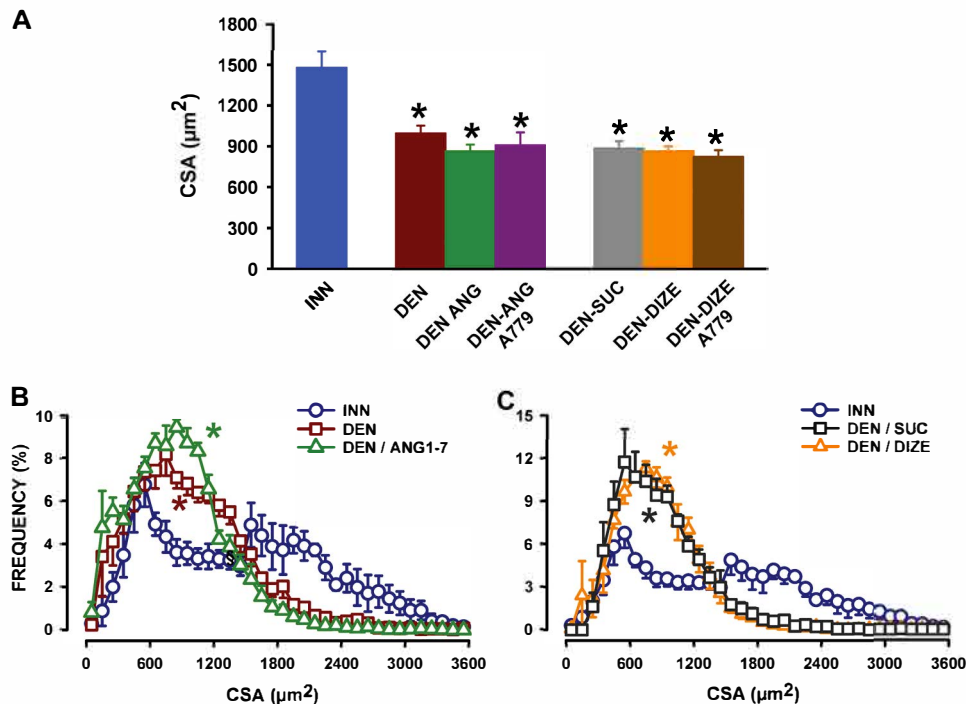 A
CSA (µm²)
1800
1500
1200
900
600
300
0
* * * * * *
INN
DEN
DEN ANG
DEN-ANG
A779
DEN-SUC
DEN-DIZE
DEN-DIZE
A779
B
FREQUENCY (%)
10
8
6
4
2
0
INN
DEN
DEN / ANG1-7
*
*
§
0 600 1200 1800 2400 3000 3600
CSA (µm²)
C
15
12
9
6
3
0
INN
DEN / SUC
DEN / DIZE
*
*
0 600 1200 1800 2400 3000 3600
CSA (µm²)